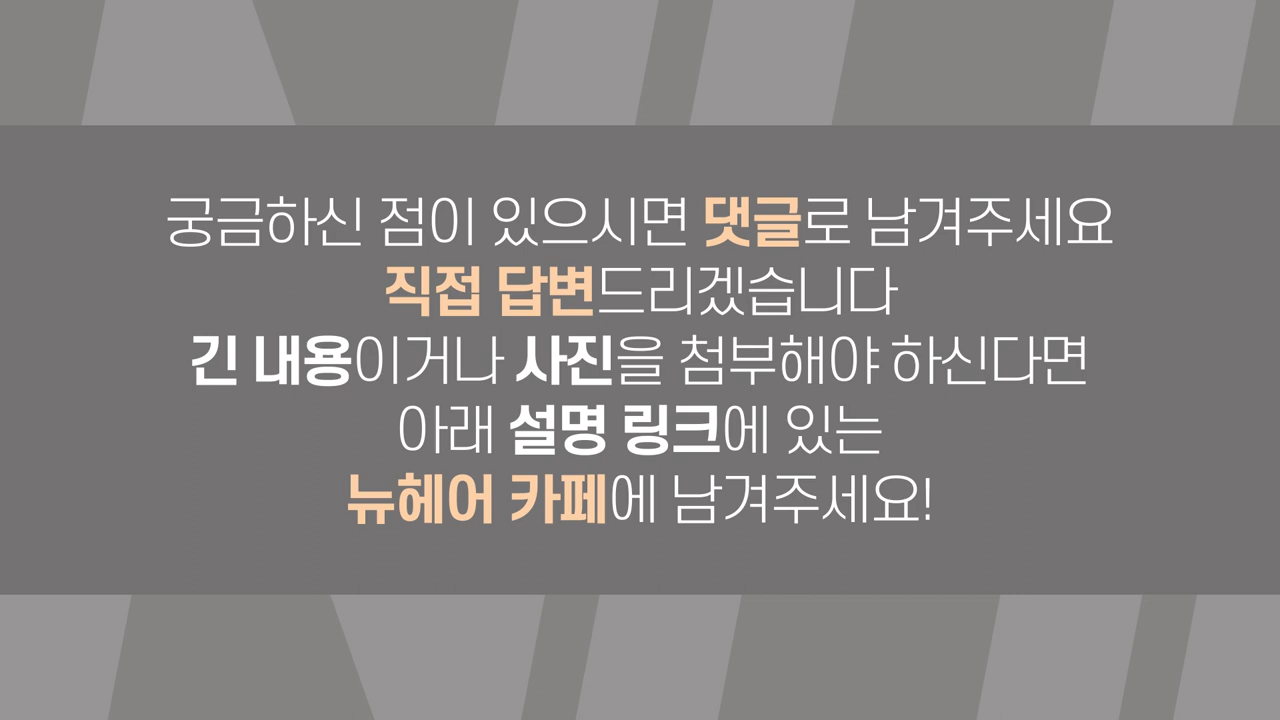 궁금하신 점이 있으시면 댓글로 남겨주세요
직접 답변드리겠습니다
긴 내용이거나 사진을 첨부해야 하신다면
아래 설명 링크에 있는
뉴헤어 카페에 남겨주세요!